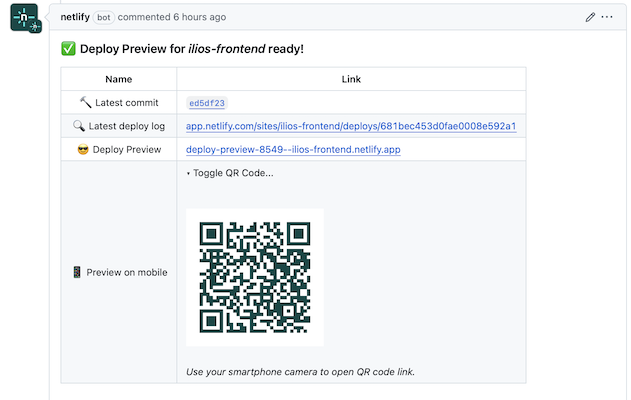 netlify bot commented 6 hours ago
✅ Deploy Preview for ilios-frontend ready!
Name Link
🔨 Latest commit ed5df23
🔍 Latest deploy log app.netlify.com/sites/ilios-frontend/deploys/681bec453d0fae0008e592a1
😎 Deploy Preview deploy-preview-8549--ilios-frontend.netlify.app
▾ Toggle QR Code...
📱 Preview on mobile
Use your smartphone camera to open QR code link.